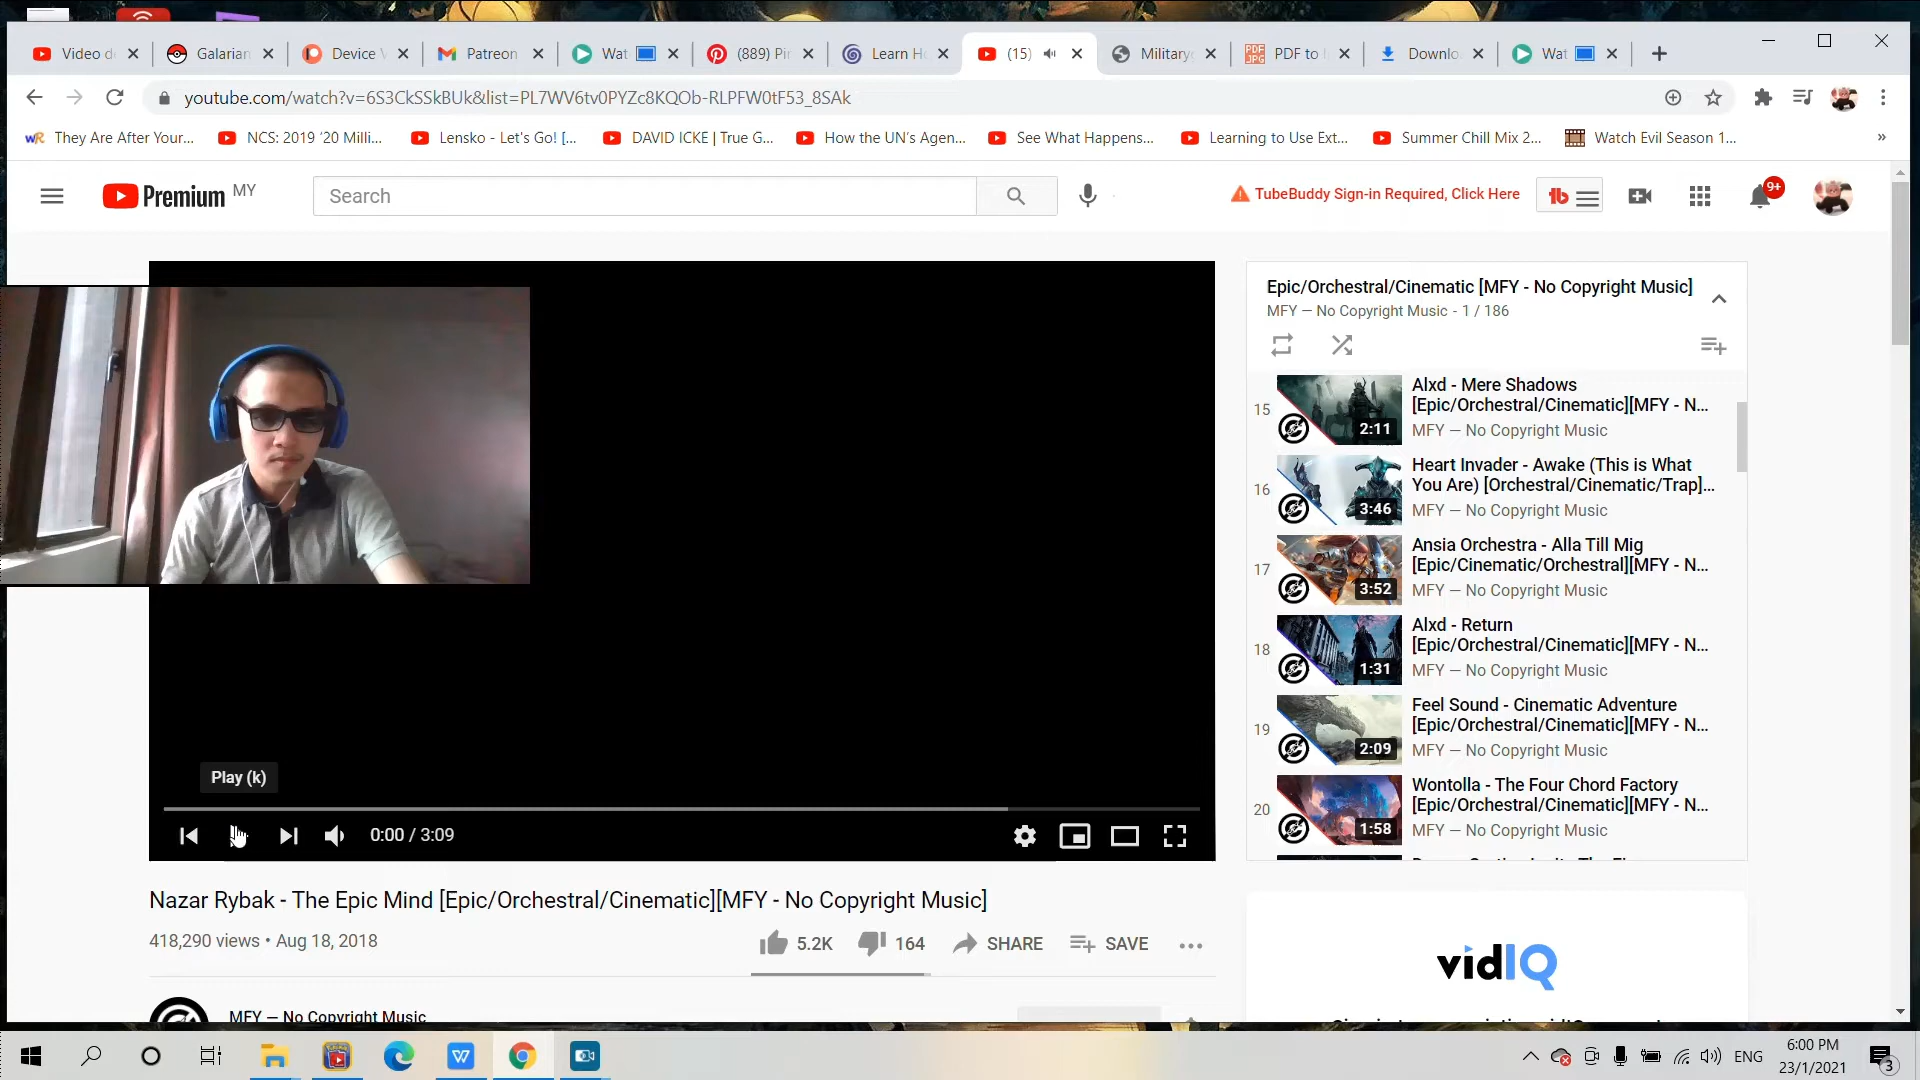 Video d
Galarian
Device V
Patreon
Wat
(889) Pi
Learn H
(15)
Military
PDF to I
Downlo
Wat
youtube.com/watch?v=6S3CkSSkBUk&list=PL7WV6tv0PYZc8KQOb-RLPFW0tF53_8SAk
They Are After Your...
NCS: 2019 '20 Milli...
Lensko - Let's Go! [...
DAVID ICKE | True G...
How the UN's Agen...
See What Happens...
Learning to Use Ext...
Summer Chill Mix 2...
Watch Evil Season 1...
Premium MY
Search
TubeBuddy Sign-in Required, Click Here
9+
Epic/Orchestral/Cinematic [MFY - No Copyright Music]
MFY — No Copyright Music - 1 / 186
15
Alxd - Mere Shadows
[Epic/Orchestral/Cinematic][MFY - N...
2:11
MFY — No Copyright Music
16
Heart Invader - Awake (This is What
You Are) [Orchestral/Cinematic/Trap]...
3:46
MFY — No Copyright Music
17
Ansia Orchestra - Alla Till Mig
[Epic/Cinematic/Orchestral][MFY - N...
3:52
MFY — No Copyright Music
18
Alxd - Return
[Epic/Orchestral/Cinematic][MFY - N...
1:31
MFY — No Copyright Music
19
Feel Sound - Cinematic Adventure
[Epic/Orchestral/Cinematic][MFY - N...
2:09
MFY — No Copyright Music
20
Wontolla - The Four Chord Factory
[Epic/Orchestral/Cinematic][MFY - N...
1:58
MFY — No Copyright Music
Play (k)
0:00 / 3:09
Nazar Rybak - The Epic Mind [Epic/Orchestral/Cinematic][MFY - No Copyright Music]
418,290 views • Aug 18, 2018
5.2K
164
SHARE
SAVE
MFY — No Copyright Music
vidIQ
ENG
6:00 PM
23/1/2021
3